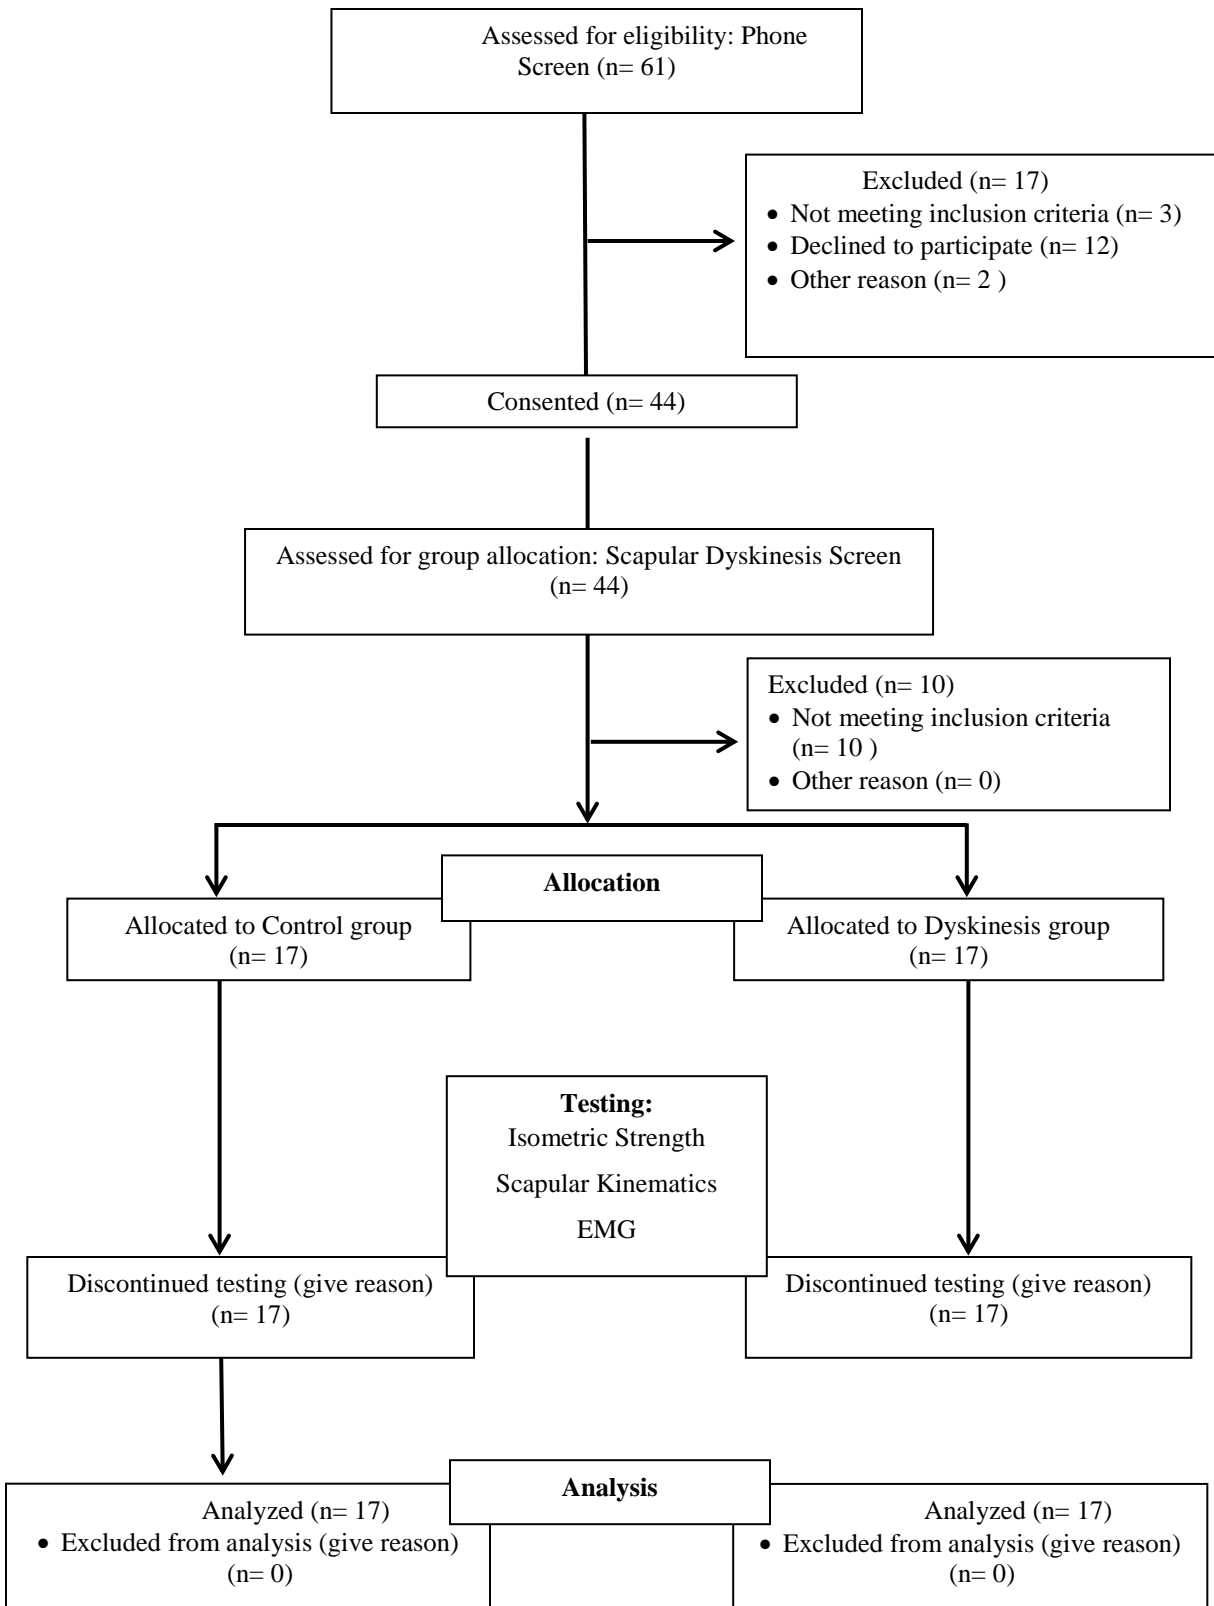 Assessed for eligibility: Phone
Screen (n= 61)
Excluded (n= 17)
• Not meeting inclusion criteria (n= 3)
• Declined to participate (n= 12)
• Other reason (n= 2 )
Consented (n= 44)
Assessed for group allocation: Scapular Dyskinesis Screen
(n= 44)
Excluded (n= 10)
• Not meeting inclusion criteria
(n= 10 )
• Other reason (n= 0)
Allocation
Allocated to Control group
(n= 17)
Allocated to Dyskinesis group
(n= 17)
Testing:
Isometric Strength
Scapular Kinematics
EMG
Discontinued testing (give reason)
(n= 17)
Discontinued testing (give reason)
(n= 17)
Analysis
Analyzed (n= 17)
• Excluded from analysis (give reason)
(n= 0)
Analyzed (n= 17)
• Excluded from analysis (give reason)
(n= 0)